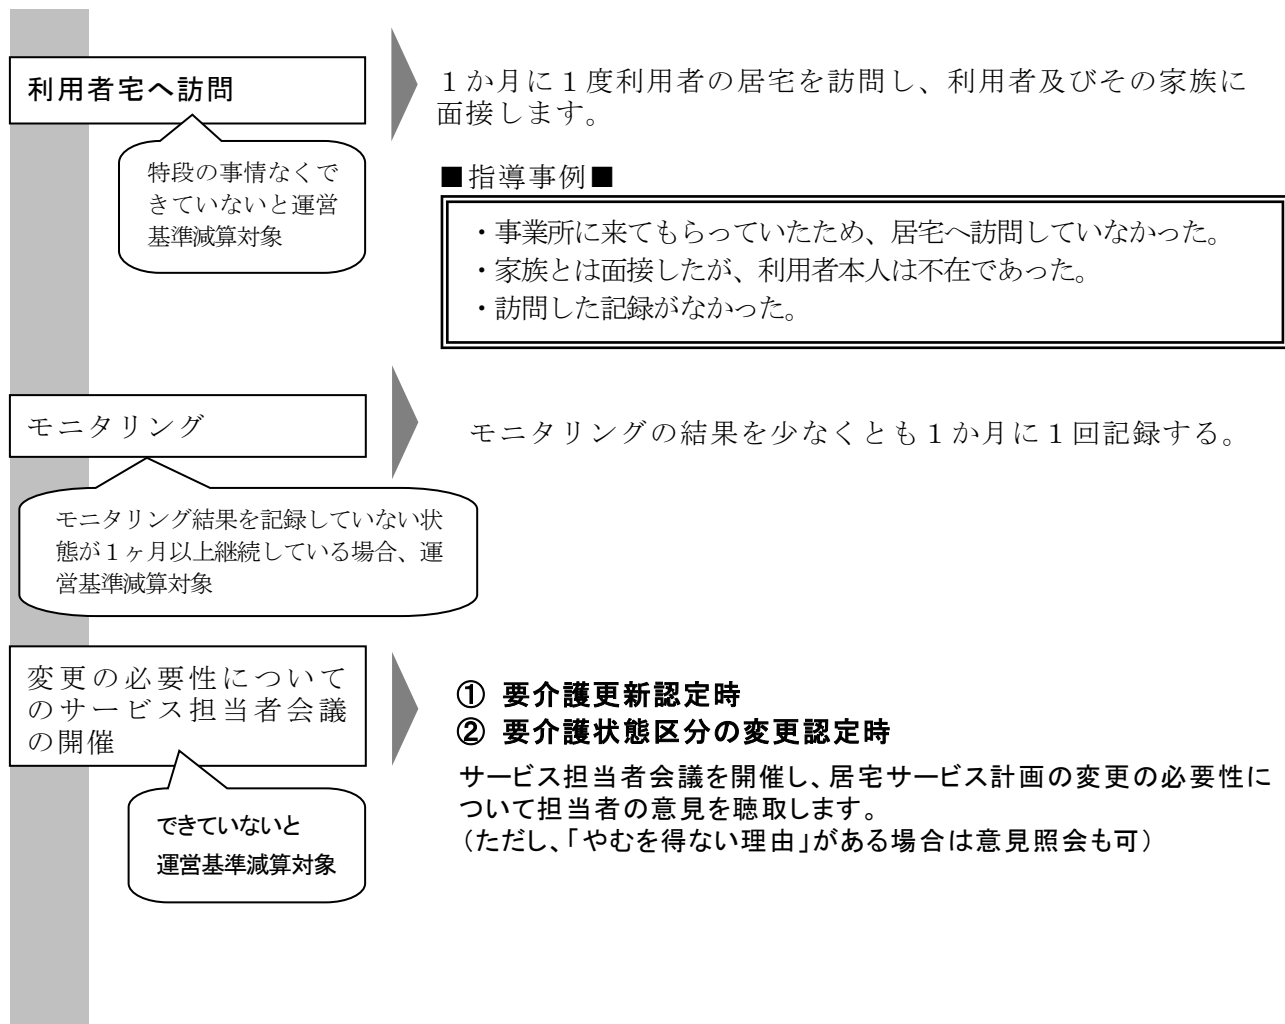 利用者宅へ訪問
１か月に１度利用者の居宅を訪問し、利用者及びその家族に
面接します。
特段の事情なくで
きていないと運営
基準減算対象
■指導事例■
・事業所に来てもらっていたため、居宅へ訪問していなかった。
・家族とは面接したが、利用者本人は不在であった。
・訪問した記録がなかった。
モニタリング
モニタリングの結果を少なくとも１か月に１回記録する。
モニタリング結果を記録していない状
態が１ヶ月以上継続している場合、運
営基準減算対象
変更の必要性について
のサービス担当者会議
の開催
できていないと
運営基準減算対象
① 要介護更新認定時
② 要介護状態区分の変更認定時
サービス担当者会議を開催し、居宅サービス計画の変更の必要性に
ついて担当者の意見を聴取します。
（ただし、「やむを得ない理由」がある場合は意見照会も可）